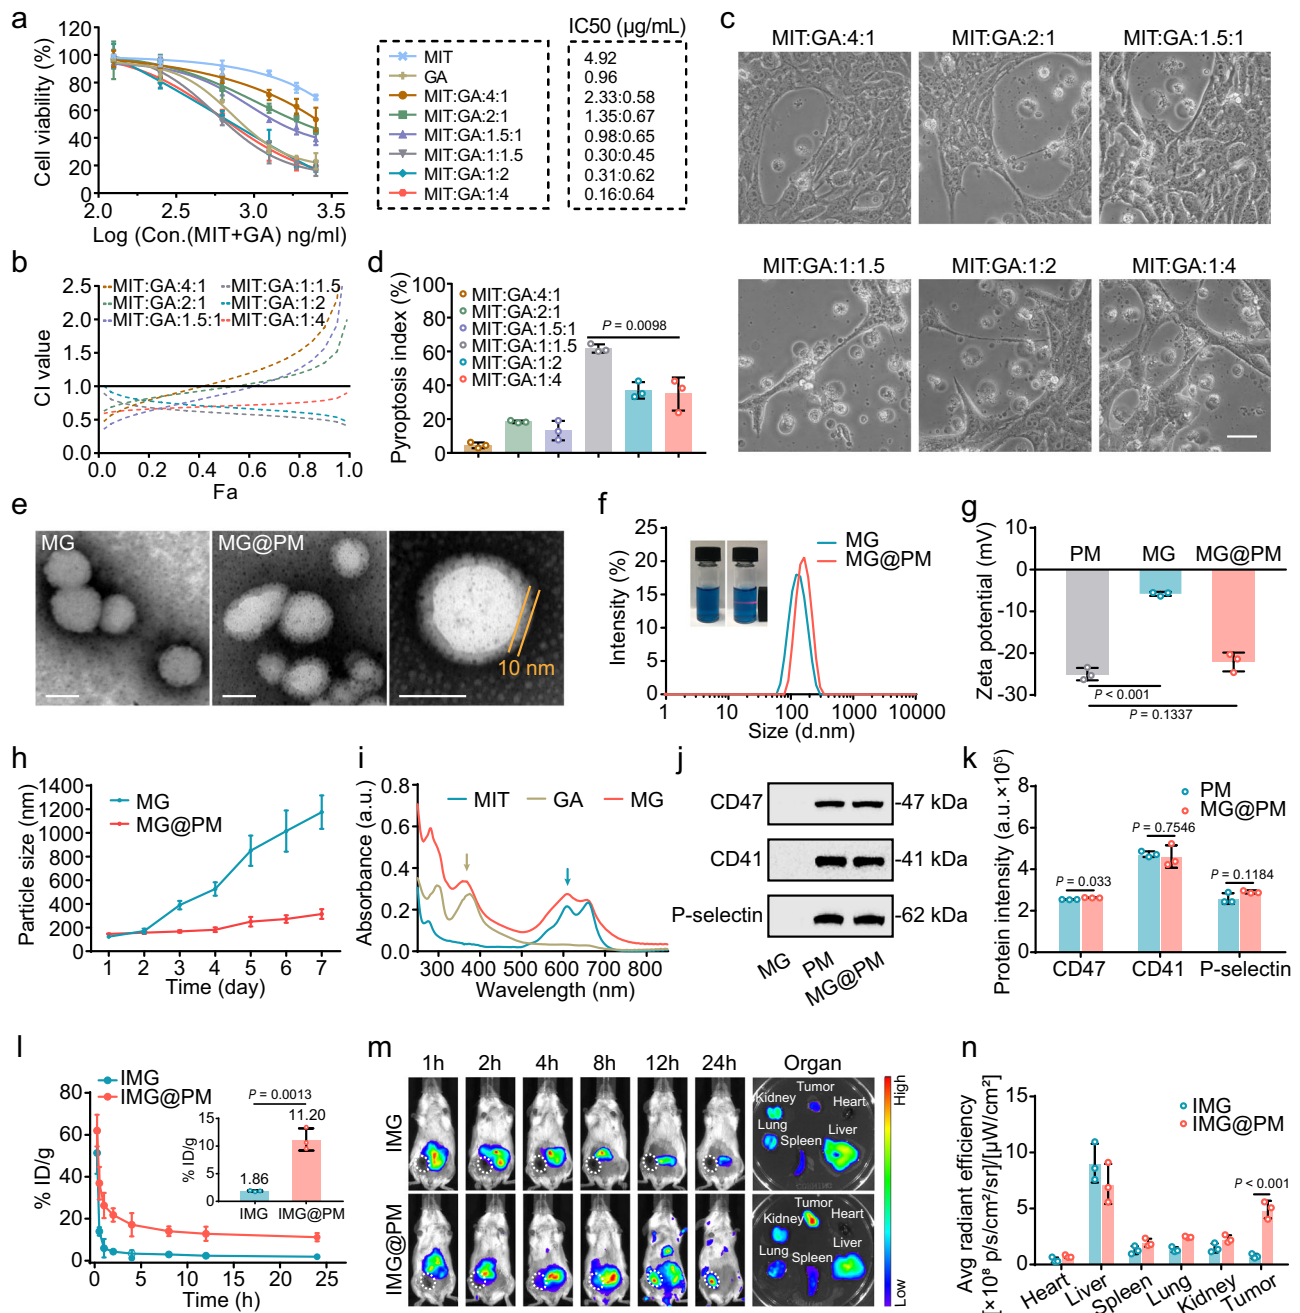 a
Cell viability (%)
120
100
80
60
40
20
0
2.0
2.5
3.0
3.5
Log (Con.(MIT+GA) ng/ml)
IC50 (µg/mL)
MIT 4.92
GA 0.96
MIT:GA:4:1 2.33:0.58
MIT:GA:2:1 1.35:0.67
MIT:GA:1.5:1 0.98:0.65
MIT:GA:1:1.5 0.30:0.45
MIT:GA:1:2 0.31:0.62
MIT:GA:1:4 0.16:0.64
b
CI value
2.5
2.0
1.5
1.0
0.5
0
0.0
0.2
0.4
0.6
0.8
1.0
Fa
MIT:GA:4:1
MIT:GA:2:1
MIT:GA:1.5:1
MIT:GA:1:1.5
MIT:GA:1:2
MIT:GA:1:4
c
MIT:GA:4:1
MIT:GA:2:1
MIT:GA:1.5:1
MIT:GA:1:1.5
MIT:GA:1:2
MIT:GA:1:4
d
Pyroptosis index (%)
100
80
60
40
20
0
MIT:GA:4:1
MIT:GA:2:1
MIT:GA:1.5:1
MIT:GA:1:1.5
MIT:GA:1:2
MIT:GA:1:4
P = 0.0098
e
MG
MG@PM
10 nm
f
Intensity (%)
25
20
15
10
5
0
1
10
100
1000
10000
Size (d.nm)
MG
MG@PM
g
Zeta potential (mV)
10
0
-10
-20
-30
PM
MG
MG@PM
P < 0.001
P = 0.1337
h
Particle size (nm)
1400
1200
1000
800
600
400
200
0
1
2
3
4
5
6
7
Time (day)
MG
MG@PM
i
Absorbance (a.u.)
0.8
0.6
0.4
0.2
0.0
300
400
500
600
700
800
Wavelength (nm)
MIT
GA
MG
j
CD47
-47 kDa
CD41
-41 kDa
P-selectin
-62 kDa
MG
PM
MG@PM
k
Protein intensity (a.u.×10⁵)
8
6
4
2
0
PM
MG@PM
P = 0.033
P = 0.7546
P = 0.1184
CD47
CD41
P-selectin
l
% ID/g
80
60
40
20
0
0
5
10
15
20
25
Time (h)
IMG
IMG@PM
P = 0.0013
% ID/g
15
10
5
0
1.86
11.20
IMG
IMG@PM
m
1h
2h
4h
8h
12h
24h
Organ
IMG
Tumor
Kidney
Heart
Lung
Spleen
Liver
IMG@PM
Tumor
Kidney
Heart
Lung
Spleen
Liver
High
Low
n
Avg radiant efficiency
[×10⁸ p/s/cm²/sr]/[µW/cm²]
15
10
5
0
IMG
IMG@PM
P < 0.001
Heart
Liver
Spleen
Lung
Kidney
Tumor